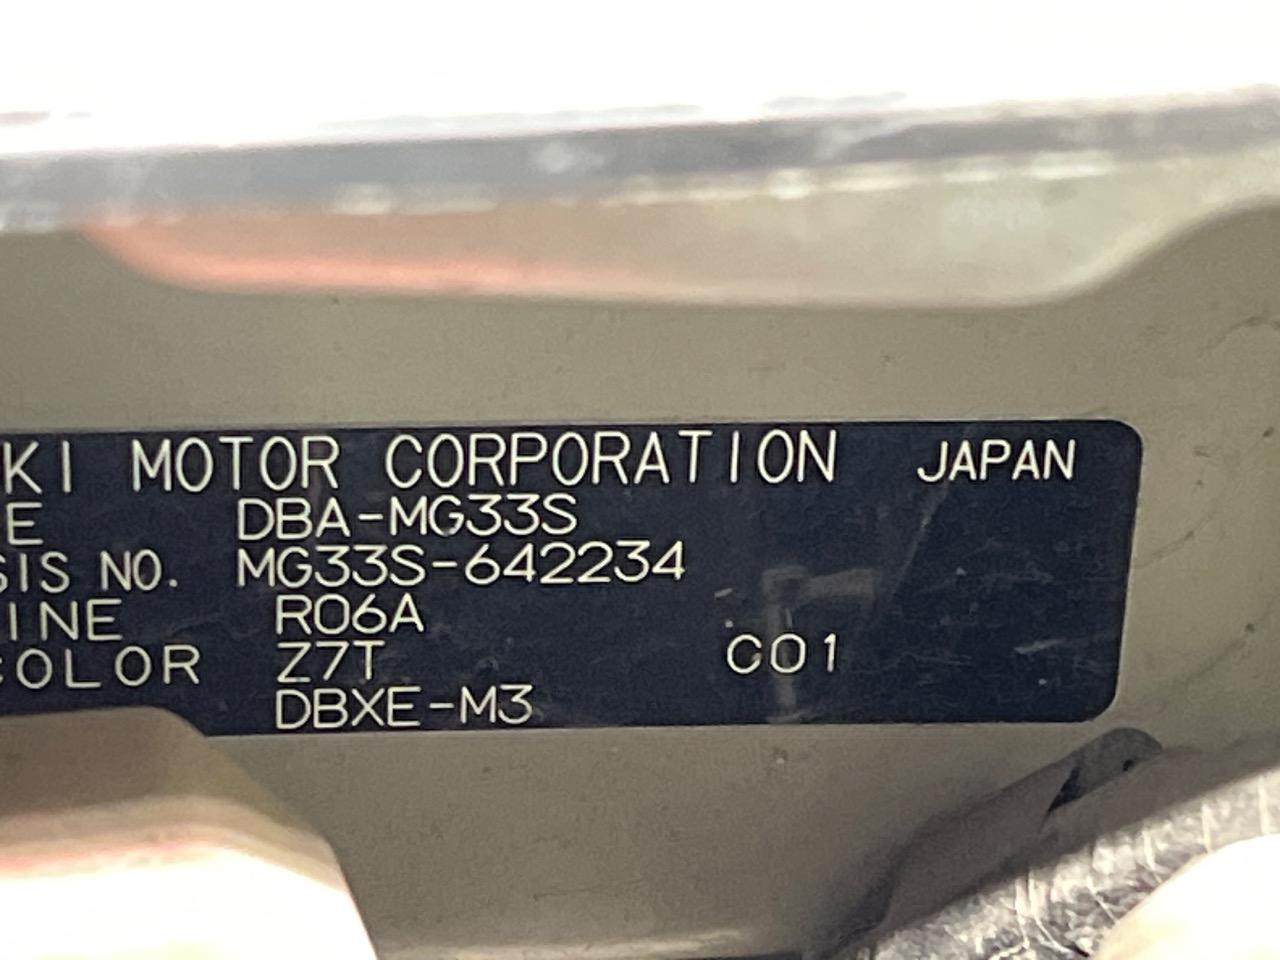 KI MOTOR CORPORATION JAPAN
E DBA-MG33S
SIS NO. MG33S-642234
INE R06A
COLOR Z7T C01
DBXE-M3